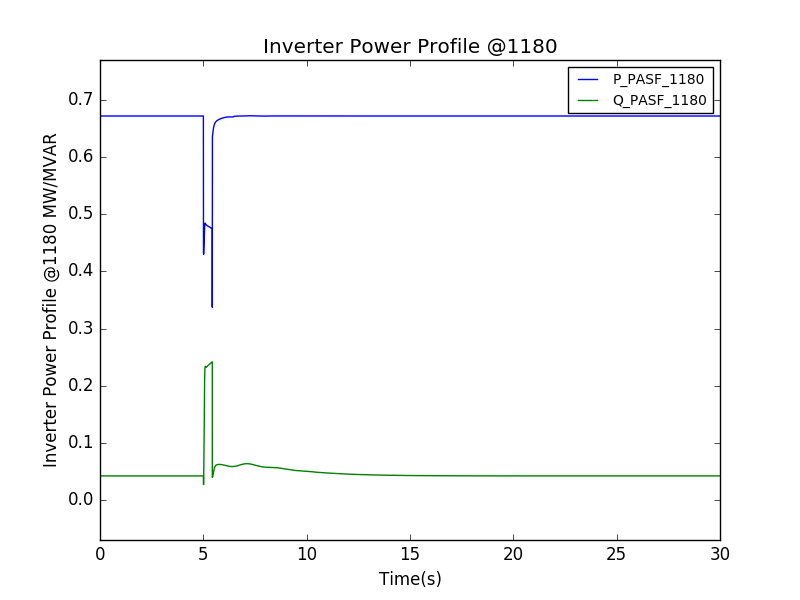 Inverter Power Profile @1180
P_PASF_1180
Q_PASF_1180
Inverter Power Profile @1180 MW/MVAR
0.7
0.6
0.5
0.4
0.3
0.2
0.1
0.0
0 5 10 15 20 25 30
Time(s)